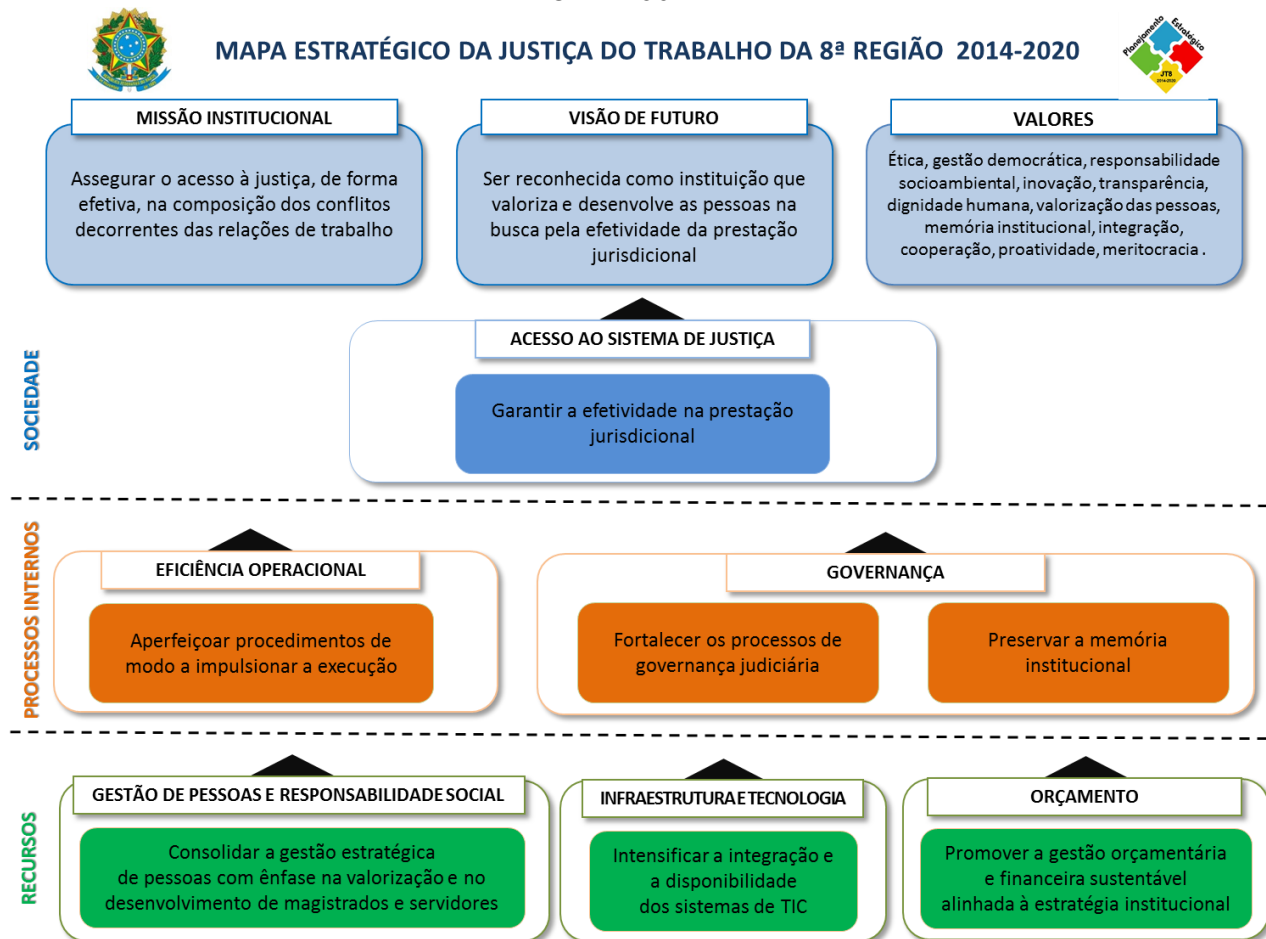 MAPA ESTRATÉGICO DA JUSTIÇA DO TRABALHO DA 8ª REGIÃO 2014-2020
Planejamento Estratégico
JT8
2014-2020
MISSÃO INSTITUCIONAL
Assegurar o acesso à justiça, de forma
efetiva, na composição dos conflitos
decorrentes das relações de trabalho
VISÃO DE FUTURO
Ser reconhecida como instituição que
valoriza e desenvolve as pessoas na
busca pela efetividade da prestação
jurisdicional
VALORES
Ética, gestão democrática, responsabilidade
socioambiental, inovação, transparência,
dignidade humana, valorização das pessoas,
memória institucional, integração,
cooperação, proatividade, meritocracia .
SOCIEDADE
ACESSO AO SISTEMA DE JUSTIÇA
Garantir a efetividade na prestação
jurisdicional
PROCESSOS INTERNOS
EFICIÊNCIA OPERACIONAL
Aperfeiçoar procedimentos de
modo a impulsionar a execução
GOVERNANÇA
Fortalecer os processos de
governança judiciária
Preservar a memória
institucional
RECURSOS
GESTÃO DE PESSOAS E RESPONSABILIDADE SOCIAL
Consolidar a gestão estratégica
de pessoas com ênfase na valorização e no
desenvolvimento de magistrados e servidores
INFRAESTRUTURA E TECNOLOGIA
Intensificar a integração e
a disponibilidade
dos sistemas de TIC
ORÇAMENTO
Promover a gestão orçamentária
e financeira sustentável
alinhada à estratégia institucional